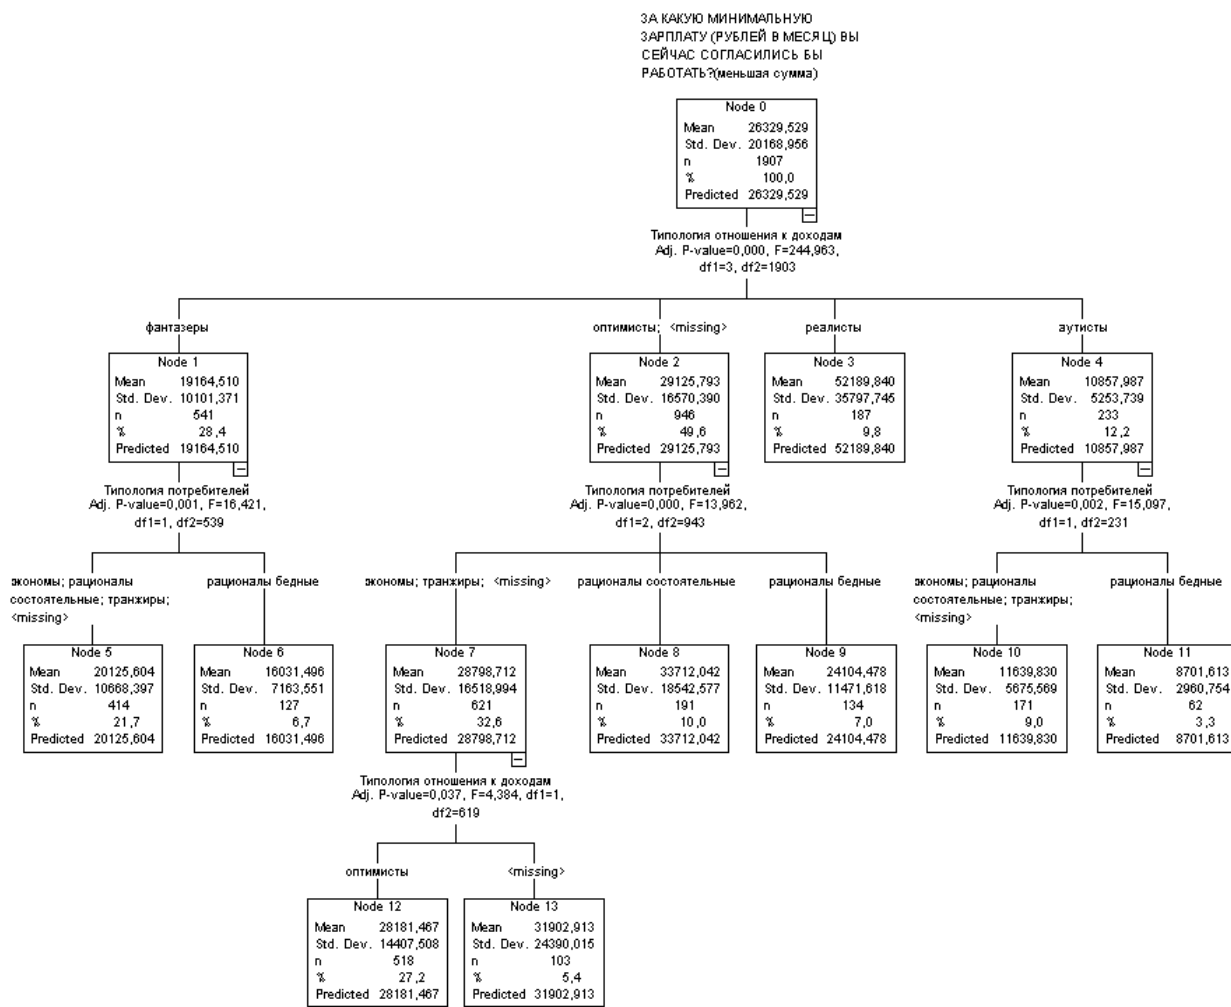 ЗА КАКУЮ МИНИМАЛЬНУЮ
ЗАРПЛАТУ (РУБЛЕЙ В МЕСЯЦ) ВЫ
СЕЙЧАС СОГЛАСИЛИСЬ БЫ
РАБОТАТЬ?(меньшая сумма)
Node 0
Mean 26329,529
Std. Dev. 20168,956
n 1907
% 100,0
Predicted 26329,529
Типология отношения к доходам
Adj. P-value=0,000, F=244,963,
df1=3, df2=1903
фантазеры
Node 1
Mean 19164,510
Std. Dev. 10101,371
n 541
% 28,4
Predicted 19164,510
Типология потребителей
Adj. P-value=0,001, F=16,421,
df1=1, df2=539
оптимисты; <missing>
Node 2
Mean 29125,793
Std. Dev. 16570,390
n 946
% 49,6
Predicted 29125,793
Типология потребителей
Adj. P-value=0,000, F=13,962,
df1=2, df2=943
реалисты
Node 3
Mean 52189,840
Std. Dev. 35797,745
n 187
% 9,8
Predicted 52189,840
аутисты
Node 4
Mean 10857,987
Std. Dev. 5253,739
n 233
% 12,2
Predicted 10857,987
Типология потребителей
Adj. P-value=0,002, F=15,097,
df1=1, df2=231
экономы; рационалы
состоятельные; транжиры;
<missing>
Node 5
Mean 20125,604
Std. Dev. 10668,397
n 414
% 21,7
Predicted 20125,604
рационалы бедные
Node 6
Mean 16031,496
Std. Dev. 7163,551
n 127
% 6,7
Predicted 16031,496
экономы; транжиры; <missing>
Node 7
Mean 28798,712
Std. Dev. 16518,994
n 621
% 32,6
Predicted 28798,712
Типология отношения к доходам
Adj. P-value=0,037, F=4,384, df1=1,
df2=619
рационалы состоятельные
Node 8
Mean 33712,042
Std. Dev. 18542,577
n 191
% 10,0
Predicted 33712,042
рационалы бедные
Node 9
Mean 24104,478
Std. Dev. 11471,618
n 134
% 7,0
Predicted 24104,478
экономы; рационалы
состоятельные; транжиры;
<missing>
Node 10
Mean 11639,830
Std. Dev. 5675,569
n 171
% 9,0
Predicted 11639,830
рационалы бедные
Node 11
Mean 8701,613
Std. Dev. 2960,754
n 62
% 3,3
Predicted 8701,613
оптимисты
Node 12
Mean 28181,467
Std. Dev. 14407,508
n 518
% 27,2
Predicted 28181,467
<missing>
Node 13
Mean 31902,913
Std. Dev. 24390,015
n 103
% 5,4
Predicted 31902,913